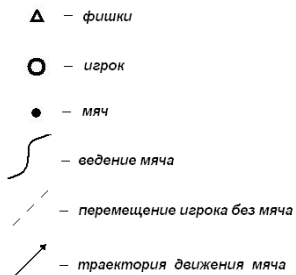 – фишки
– игрок
– мяч
– ведение мяча
– перемещение игрока без мяча
– траектория движения мяча